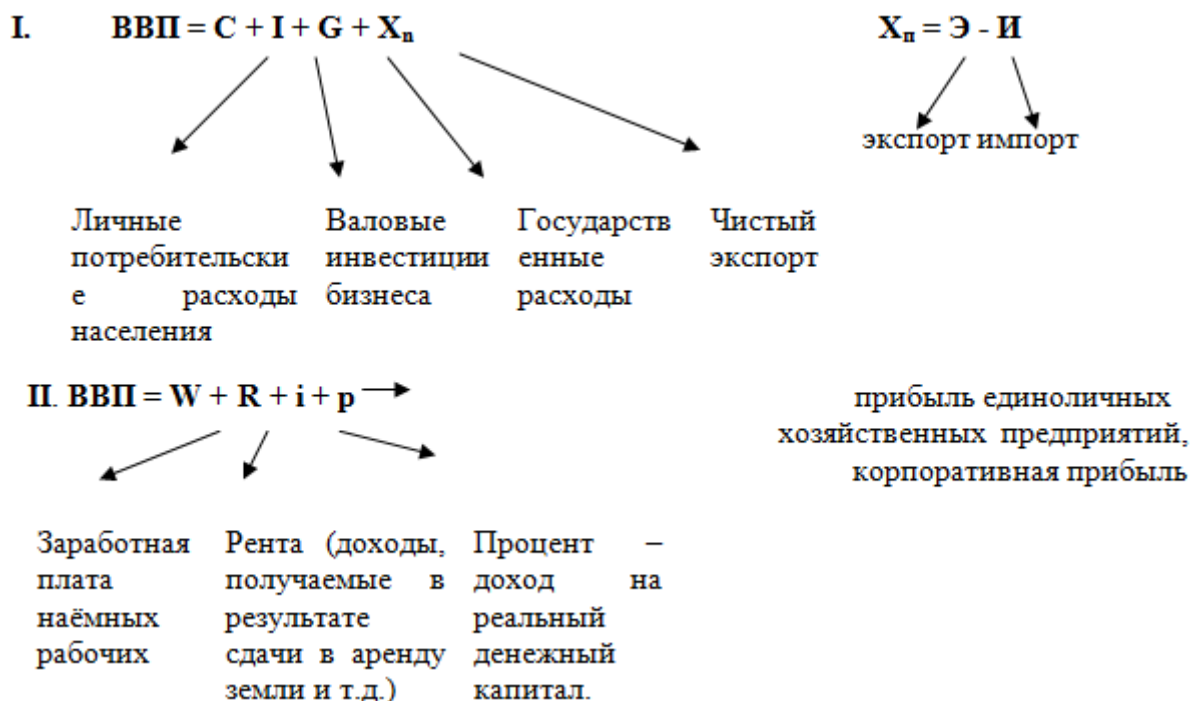 I. ВВП = C + I + G + Xn
Xп = Э - И
экспорт импорт
Личные
потребительски
е расходы
населения
Валовые
инвестиции
бизнеса
Государств
енные
расходы
Чистый
экспорт
II. ВВП = W + R + i + p
прибыль единоличных
хозяйственных предприятий,
корпоративная прибыль
Заработная
плата
наёмных
рабочих
Рента (доходы,
получаемые в
результате
сдачи в аренду
земли и т.д.)
Процент –
доход на
реальный
денежный
капитал.